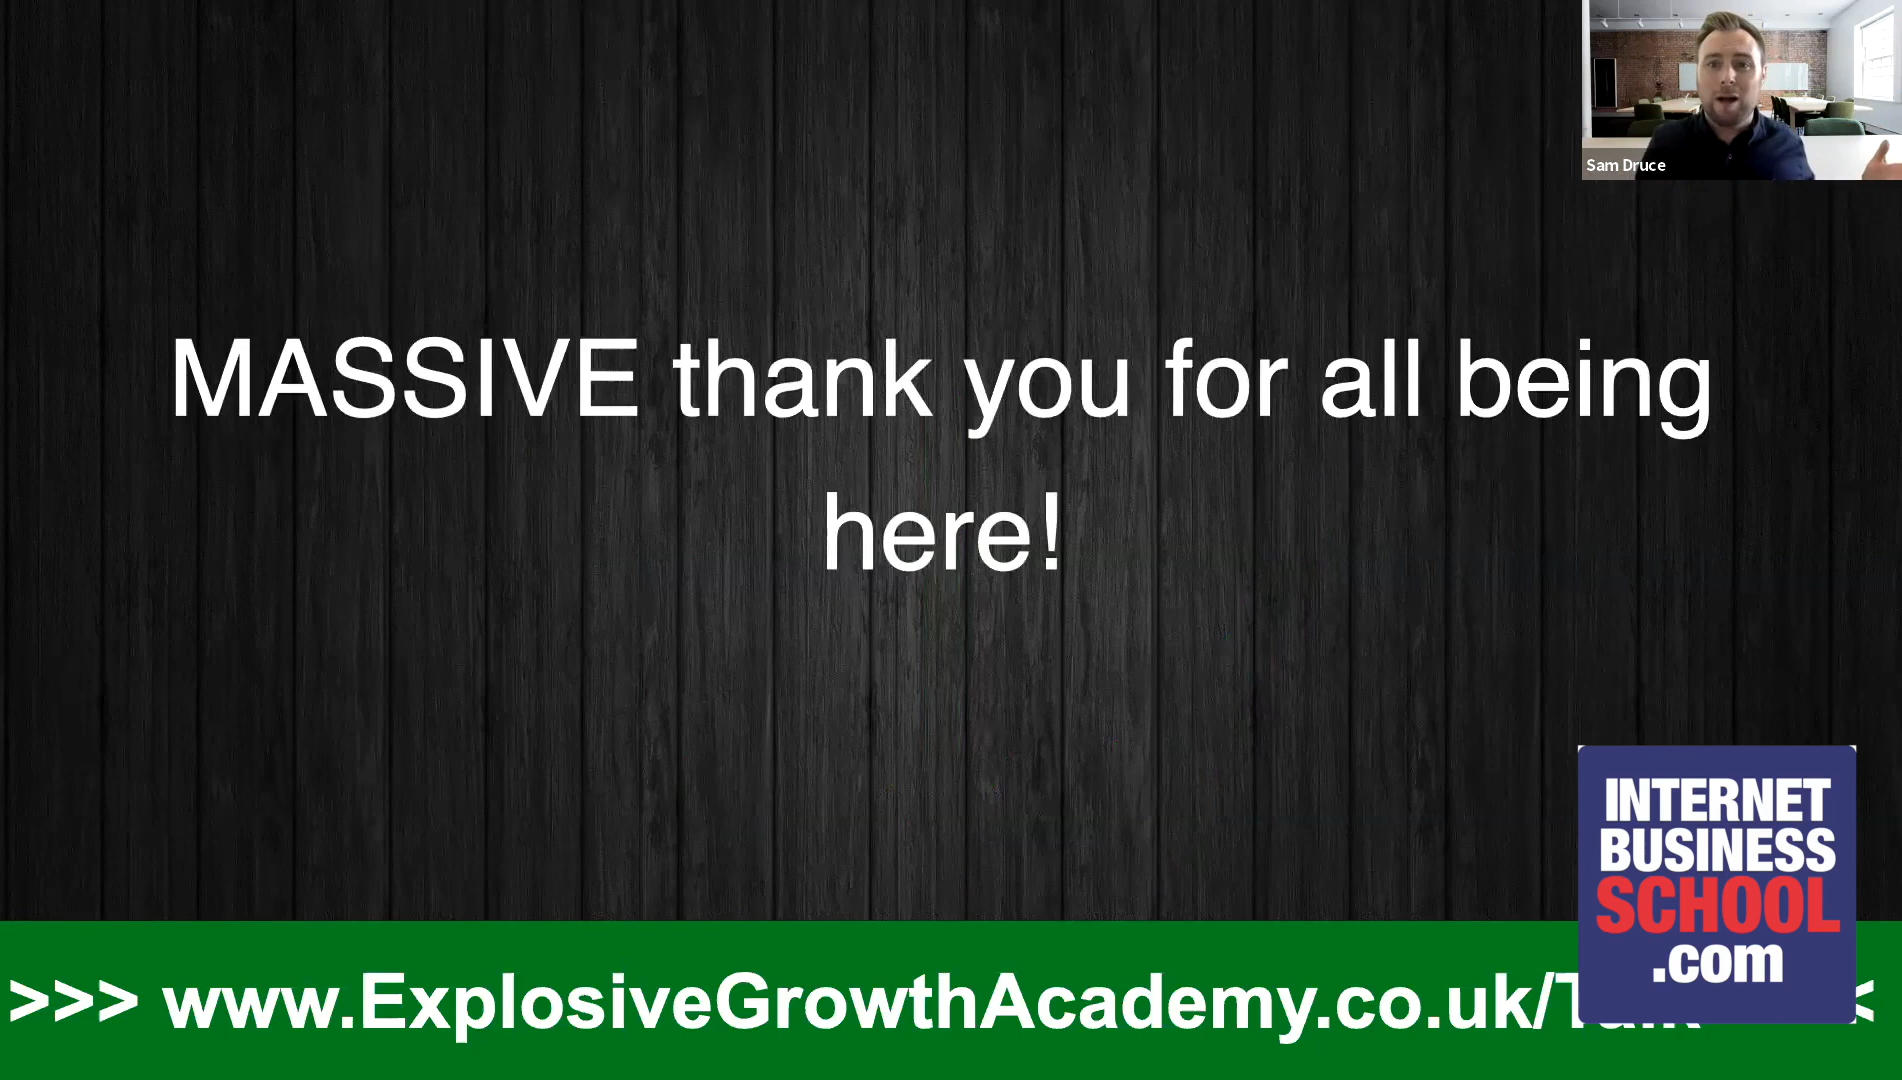 Sam Druce
MASSIVE thank you for all being
here!
INTERNET
BUSINESS
SCHOOL
.com
>>> www.ExplosiveGrowthAcademy.co.uk/